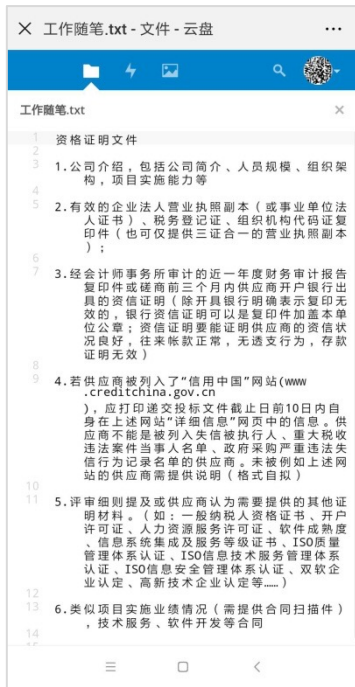 工作随笔.txt - 文件 - 云盘
工作随笔.txt
1 资格证明文件
2
3 1.公司介绍，包括公司简介、人员规模、组织架
构，项目实施能力等
4
5 2.有效的企业法人营业执照副本（或事业单位法
人证书）、税务登记证、组织机构代码证复
印件（也可仅提供三证合一的营业执照副本
）；
6
7 3.经会计师事务所审计的近一年度财务审计报告
复印件或磋商前三个月内供应商开户银行出
具的资信证明（除开具银行明确表示复印无
效的，银行资信证明可以是复印件加盖本单
位公章；资信证明要能证明供应商的资信状
况良好，往来帐款正常，无透支行为，存款
证明无效）
8
9 4.若供应商被列入了“信用中国”网站(www
.creditchina.gov.cn
)，应打印递交投标文件截止日前10日内自
身在上述网站“详细信息”网页中的信息。供
应商不能是被列入失信被执行人、重大税收
违法案件当事人名单、政府采购严重违法失
信行为记录名单的供应商。未被例如上述网
站的供应商需提供说明（格式自拟）
10
11 5.评审细则提及或供应商认为需要提供的其他证
明材料。（如：一般纳税人资格证书、开户
许可证、人力资源服务许可证、软件成熟度
、信息系统集成及服务等级证书、ISO质量
管理体系认证、ISO信息技术服务管理体系
认证、ISO信息安全管理体系认证、双软企
业认定、高新技术企业认定等……）
12
13 6.类似项目实施业绩情况（需提供合同扫描件）
，技术服务、软件开发等合同
14